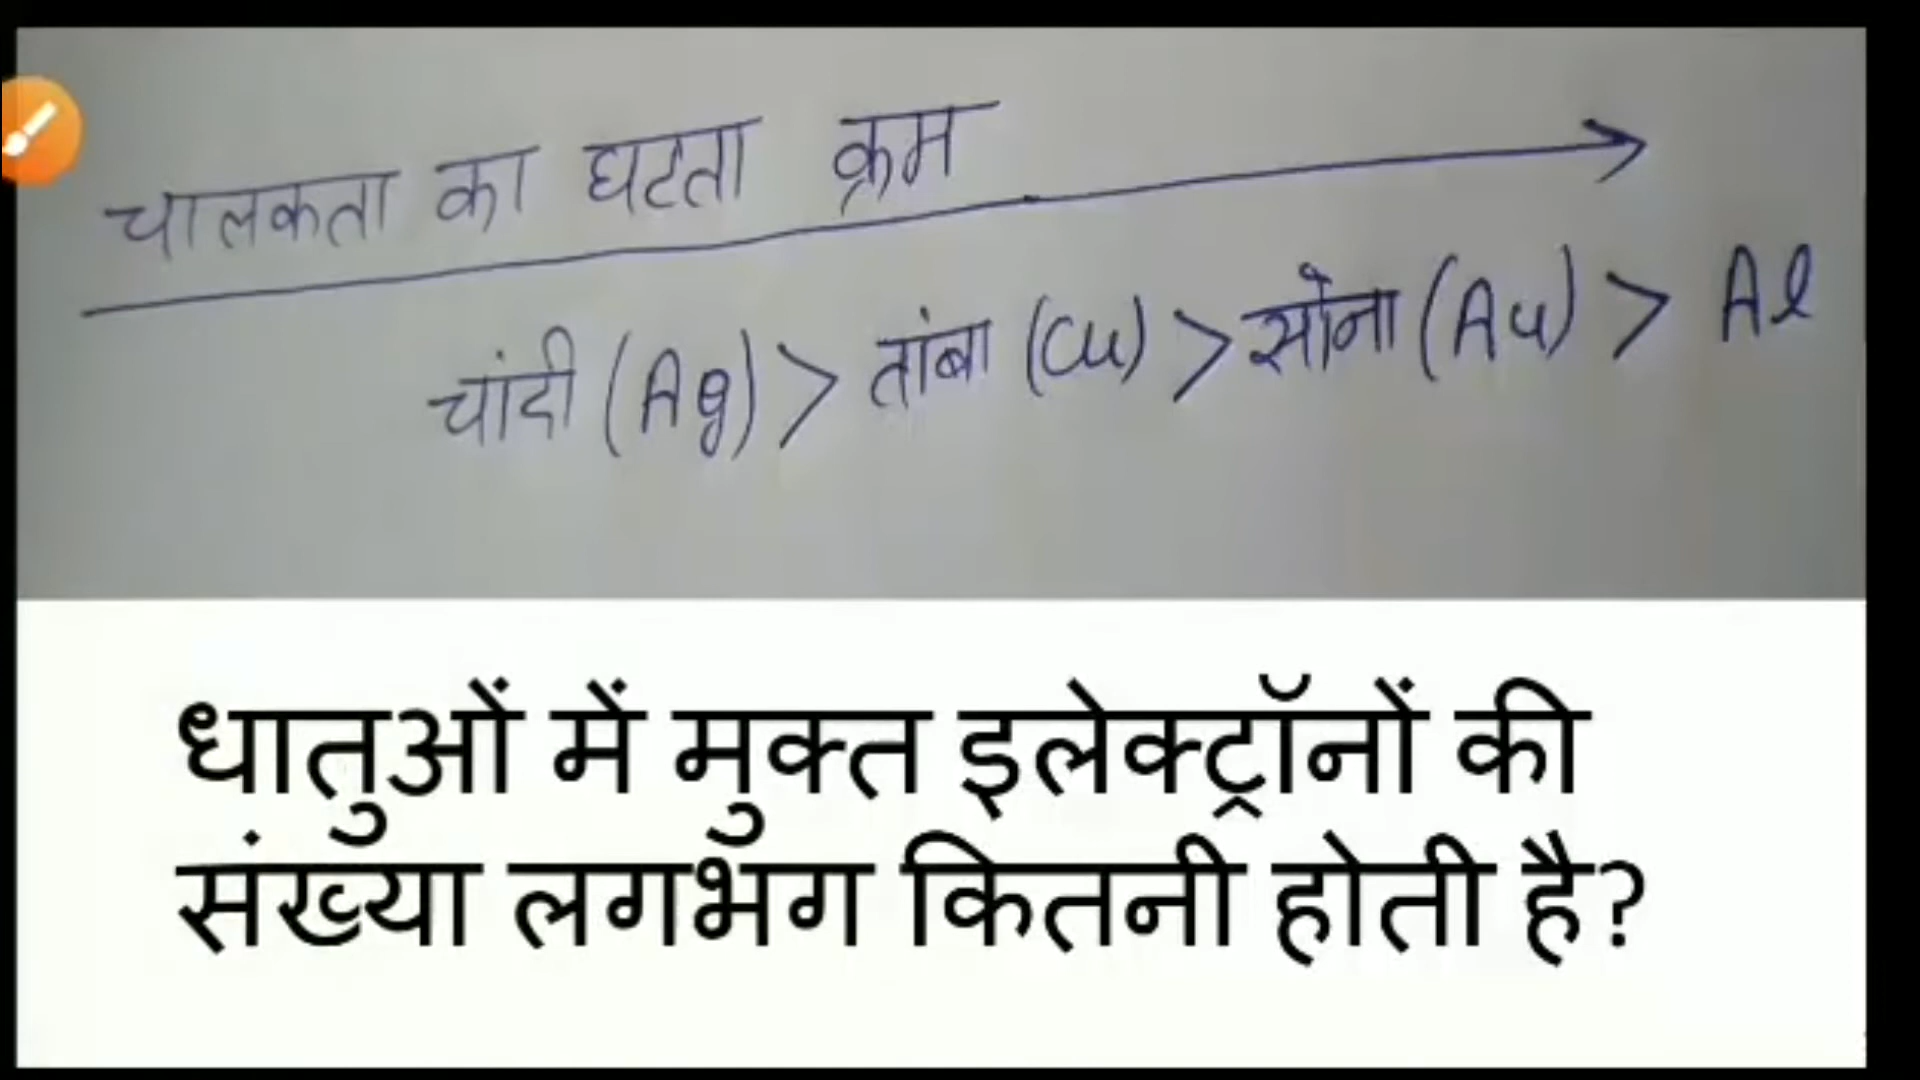 चालकता का घटता क्रम
चांदी (Ag) > तांबा (Cu) > सोना (Au) > Al
धातुओं में मुक्त इलेक्ट्रॉनों की
संख्या लगभग कितनी होती है?